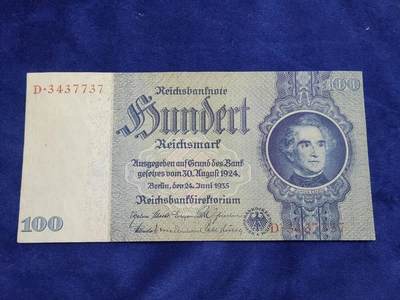 Reichsbanknote
D·3437737
100
Hundert
Reichsmark
Ausgegeben auf Grund des Bank
gesetzes vom 30. August 1924.
Berlin, den 24. Juni 1935
Reichsbankdirektorium
100
D·3437737